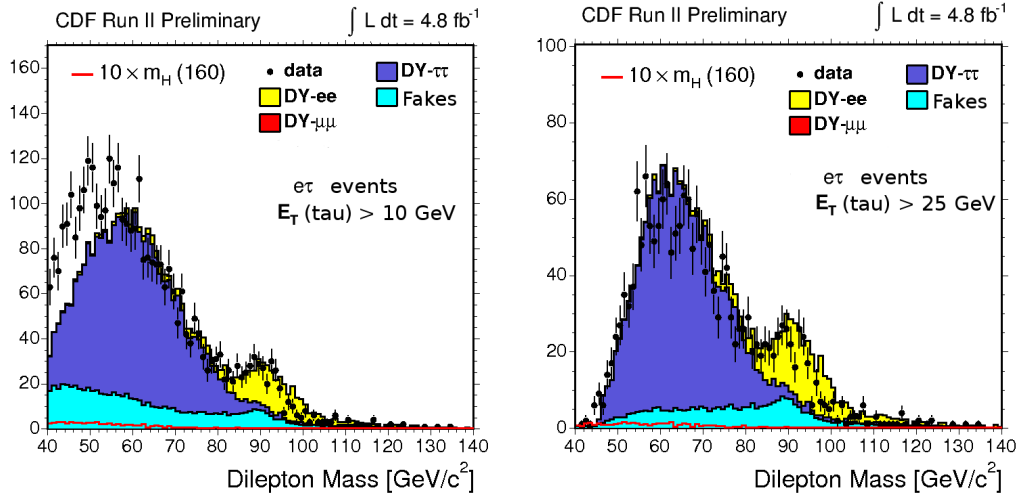 CDF Run II Preliminary ∫ L dt = 4.8 fb⁻¹
10 × m_H (160) data DY-ττ
DY-ee Fakes
DY-μμ
eτ events
E_T (tau) > 10 GeV
160
140
120
100
80
60
40
20
0
40 50 60 70 80 90 100 110 120 130 140
Dilepton Mass [GeV/c²]
CDF Run II Preliminary ∫ L dt = 4.8 fb⁻¹
10 × m_H (160) data DY-ττ
DY-ee Fakes
DY-μμ
eτ events
E_T (tau) > 25 GeV
100
80
60
40
20
0
40 50 60 70 80 90 100 110 120 130 140
Dilepton Mass [GeV/c²]